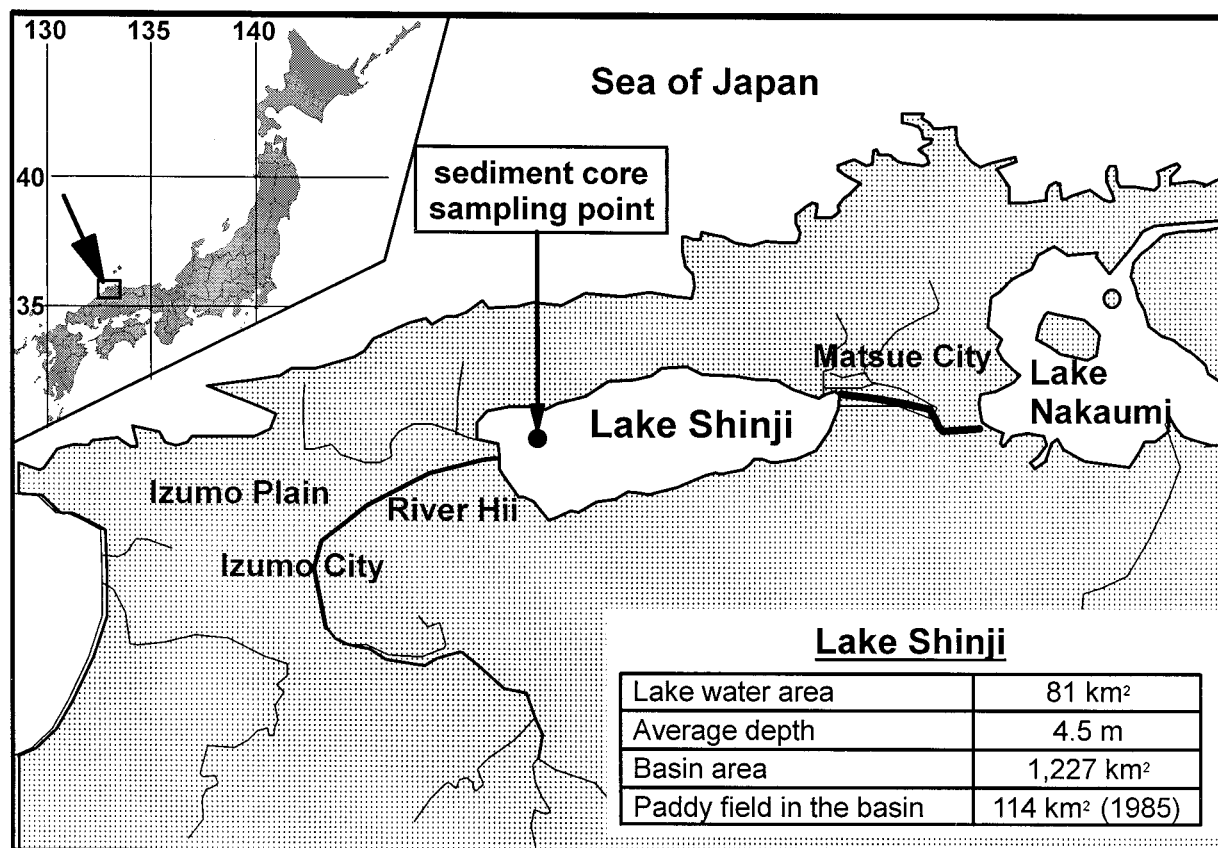 130 135 140
Sea of Japan
40
sediment core
sampling point
35
Matsue City
Lake
Nakaumi
Lake Shinji
Izumo Plain
River Hii
Izumo City
Lake Shinji
Lake water area 81 km²
Average depth 4.5 m
Basin area 1,227 km²
Paddy field in the basin 114 km² (1985)